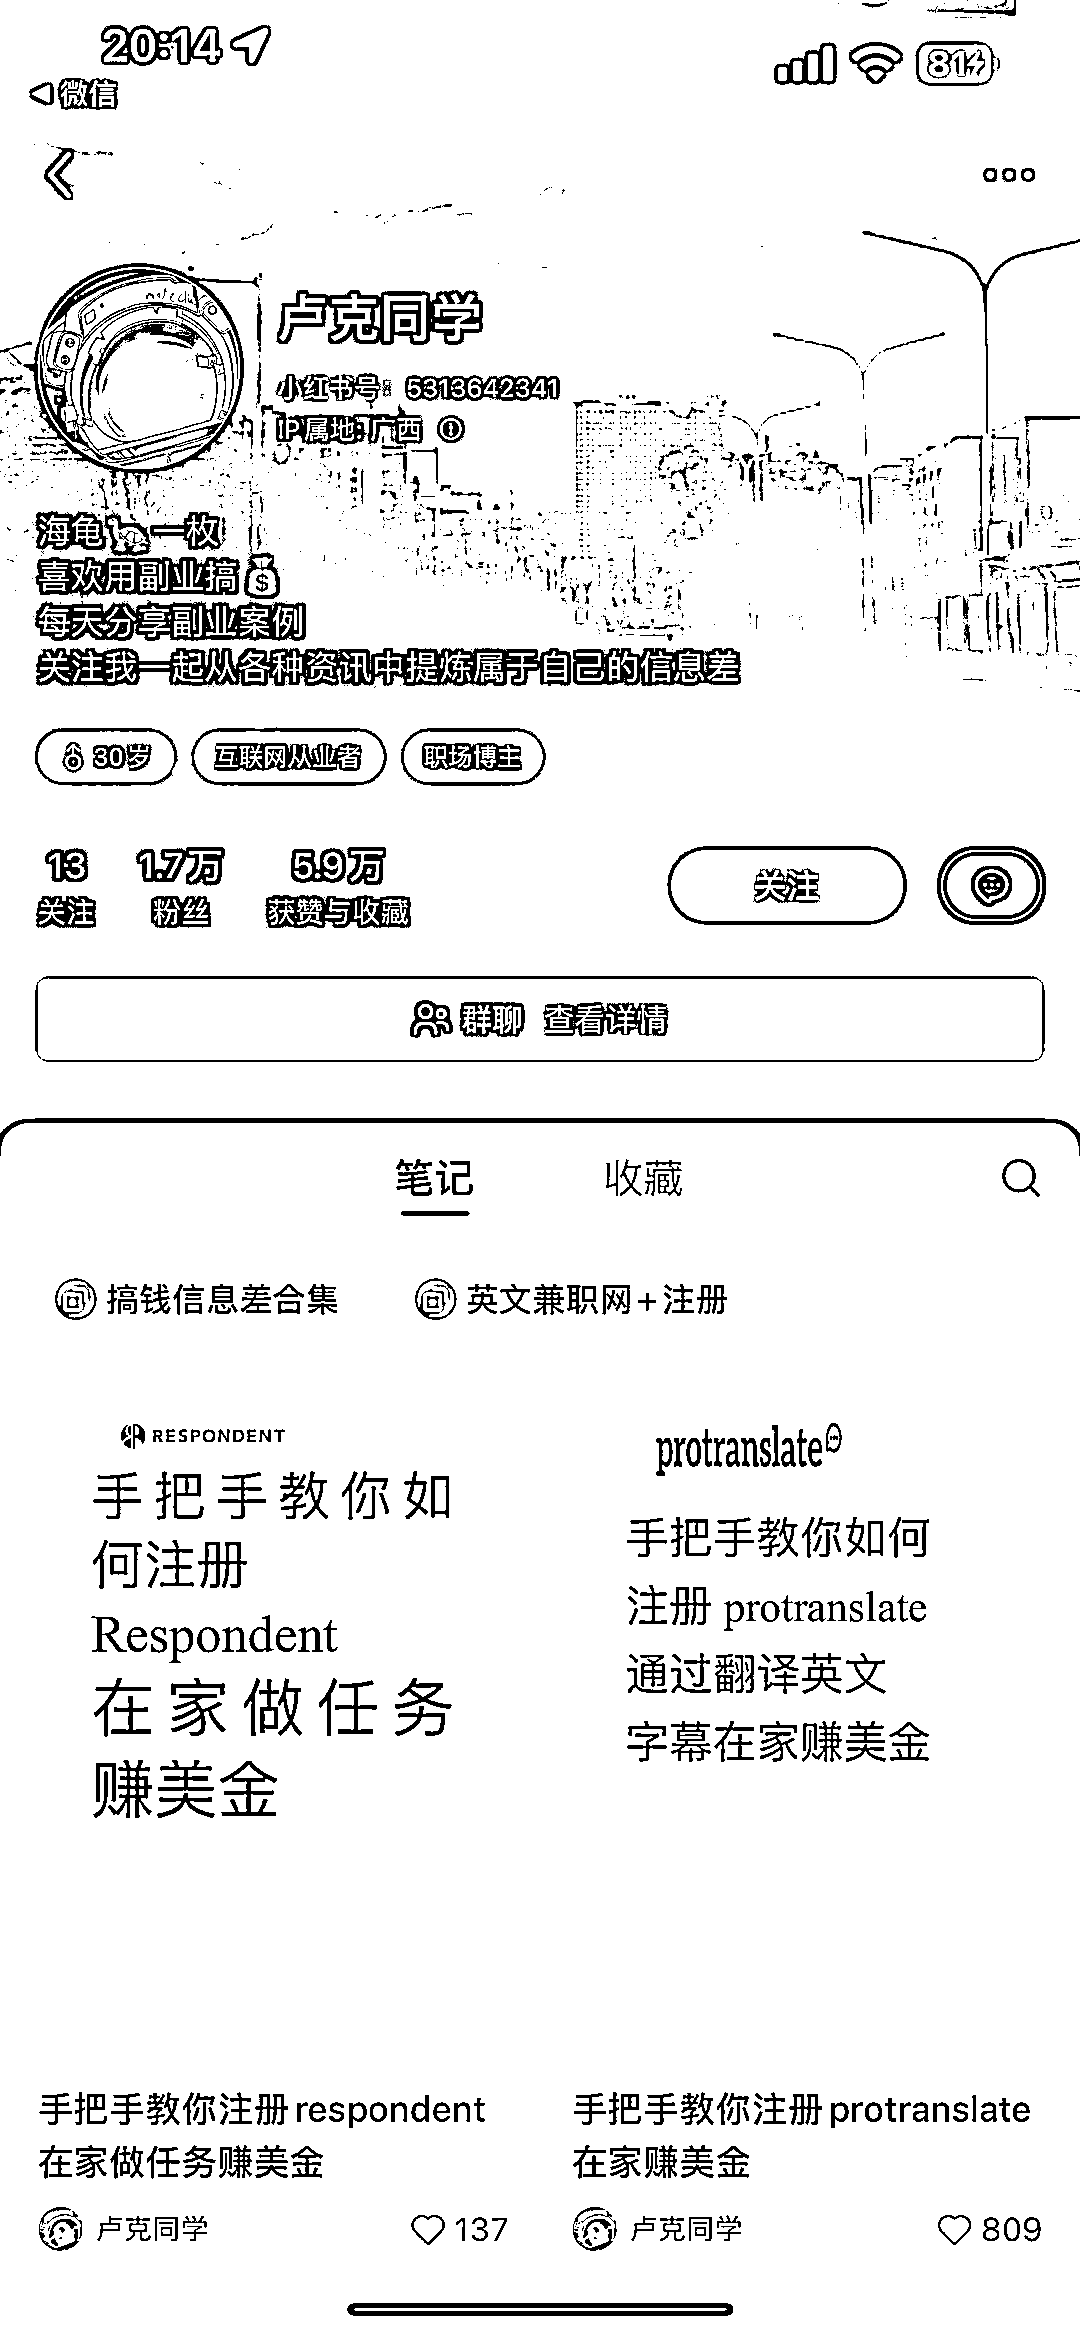 20:14
81
微信
卢克同学
小红书号: 5313642341
IP属地:广西
海龟一枚
喜欢用副业搞
每天分享副业案例
关注我一起从各种资讯中提炼属于自己的信息差
30岁 互联网从业者 职场博主
13 1.7万 5.9万
关注 粉丝 获赞与收藏
关注
群聊 查看详情
笔记 收藏
搞钱信息差合集 英文兼职网+注册
RESPONDENT
手把手教你如
何注册
Respondent
在家做任务
赚美金
protranslate
手把手教你如何
注册 protranslate
通过翻译英文
字幕在家赚美金
手把手教你注册respondent
在家做任务赚美金
卢克同学 137
手把手教你注册protranslate
在家赚美金
卢克同学 809